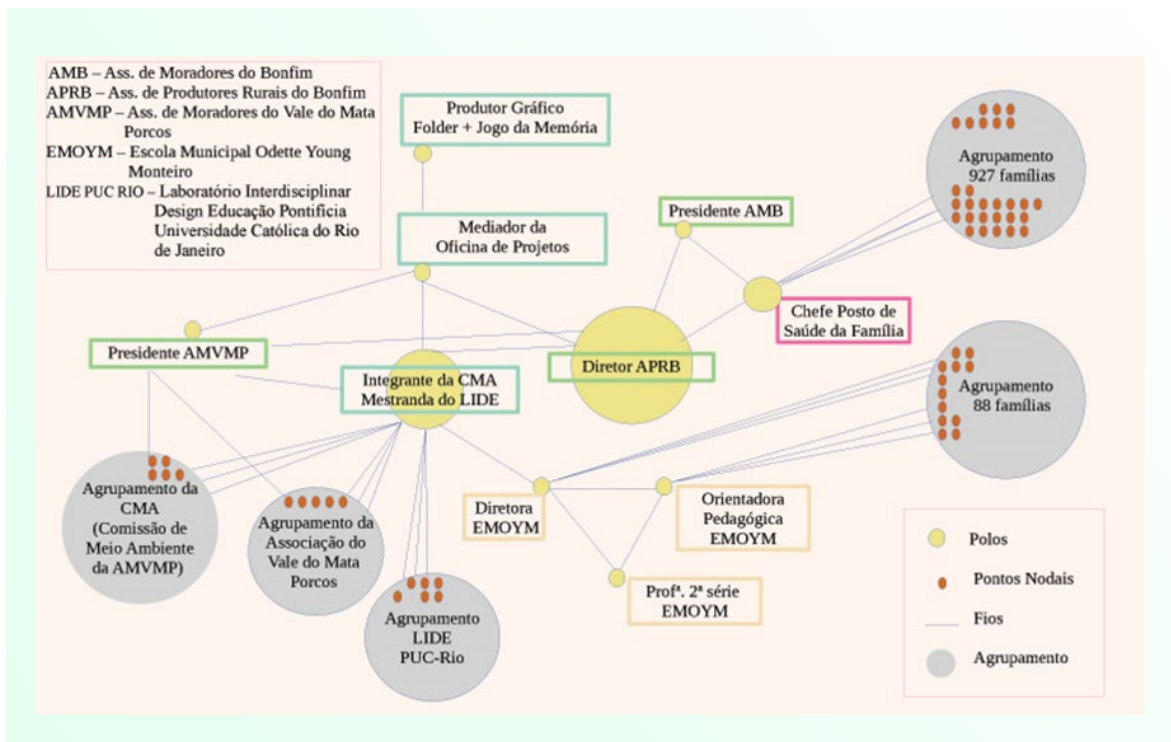 AMB – Ass. de Moradores do Bonfim
APRB – Ass. de Produtores Rurais do Bonfim
AMVMP – Ass. de Moradores do Vale do Mata
Porcos
EMOYM – Escola Municipal Odette Young
Monteiro
LIDE PUC RIO – Laboratório Interdisciplinar
Design Educação Pontifícia
Universidade Católica do Rio
de Janeiro
Produtor Gráfico
Folder + Jogo da Memória
Mediador da
Oficina de Projetos
Presidente AMB
Agrupamento
927 famílias
Chefe Posto de
Saúde da Família
Presidente AMVMP
Integrante da CMA
Mestranda do LIDE
Diretor APRB
Agrupamento
88 famílias
Agrupamento da
CMA
(Comissão de
Meio Ambiente
da AMVMP)
Agrupamento da
Associação do
Vale do Mata
Porcos
Agrupamento
LIDE
PUC-Rio
Diretora
EMOYM
Orientadora
Pedagógica
EMOYM
Profª. 2ª série
EMOYM
Polos
Pontos Nodais
Fios
Agrupamento